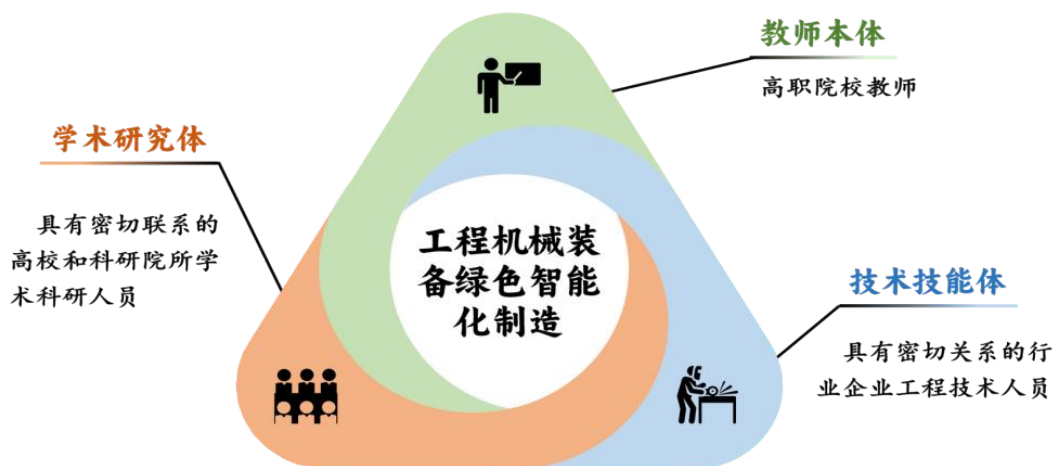 教师本体
高职院校教师
学术研究体
具有密切联系的
高校和科研院所学
术科研人员
工程机械装
备绿色智能
化制造
技术技能体
具有密切关系的行
业企业工程技术人员